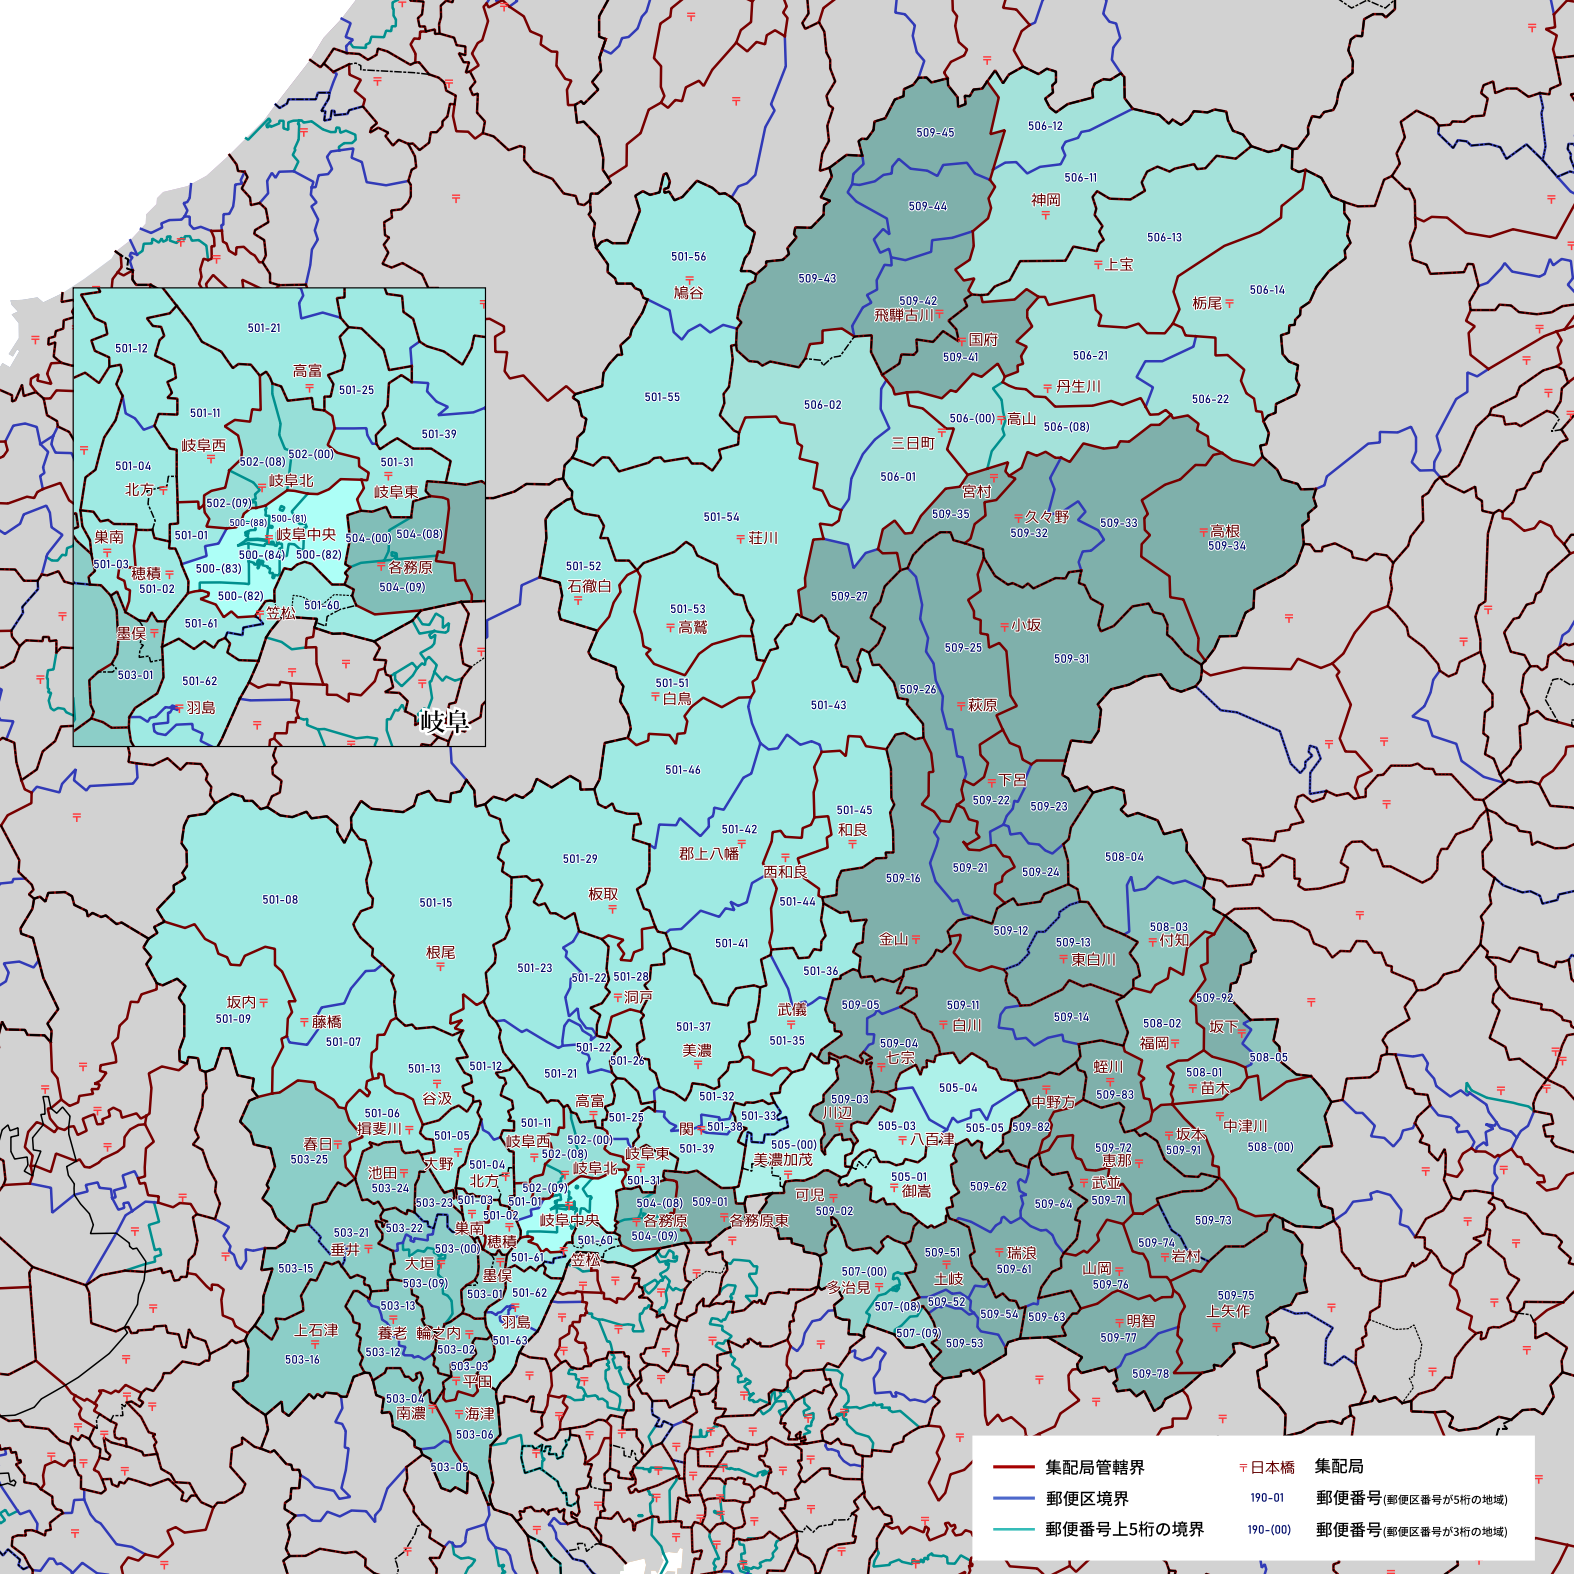 509-45
506-12
506-11
509-44
神岡
506-13
501-56
509-43
上宝
鳩谷
509-42
506-14
飛騨古川
栃尾
国府
509-41
506-21
丹生川
501-55
506-02
506-22
506-(00)
高山
506-(08)
三日町
506-01
宮村
509-35
久々野
509-32
509-33
高根
509-34
501-54
荘川
501-52
石徹白
509-27
501-53
高鷲
小坂
509-25
509-31
501-51
白鳥
509-26
萩原
501-43
501-46
下呂
509-22
509-23
501-45
和良
501-42
郡上八幡
西和良
501-29
板取
509-16
509-21
509-24
508-04
501-08
501-15
501-44
509-12
508-03
付知
509-13
東白川
金山
501-41
根尾
501-23
501-22
501-28
洞戸
501-36
坂内
501-09
藤橋
501-07
武儀
501-35
509-05
509-11
白川
509-14
509-92
坂下
508-02
福岡
508-05
501-37
美濃
509-04
七宗
501-22
501-26
501-12
501-21
501-13
谷汲
蛭川
509-83
508-01
苗木
505-04
501-32
高富
501-25
501-33
509-03
川辺
中野方
509-82
501-06
揖斐川
501-11
岐阜西
関
501-38
501-39
505-03
八百津
505-05
中津川
508-(00)
坂本
509-91
春日
503-25
501-05
大野
502-(00)
502-(08)
岐阜北
岐阜東
501-31
505-(00)
美濃加茂
509-72
恵那
池田
503-24
501-04
北方
505-01
御嵩
509-62
武並
509-71
503-23
501-03
巣南
501-02
穂積
501-01
502-(09)
岐阜中央
504-(08)
各務原
504-(09)
509-01
各務原東
可児
509-02
509-64
509-73
503-21
垂井
503-22
503-(00)
大垣
503-(09)
501-60
笠松
501-61
509-51
土岐
瑞浪
509-61
509-74
岩村
503-15
墨俣
503-01
501-62
507-(00)
多治見
507-(08)
507-(09)
509-52
509-53
509-54
509-63
山岡
509-76
509-75
上矢作
上石津
503-16
503-13
養老
503-12
輪之内
503-02
羽島
501-63
明智
509-77
509-78
503-03
平田
503-04
南濃
海津
503-06
503-05
501-21
501-12
高富
501-25
501-11
岐阜西
501-39
502-(08)
502-(00)
501-31
岐阜東
501-04
北方
岐阜北
502-(09)
500-(88)
500-(81)
岐阜中央
501-01
500-(84)
500-(82)
504-(00)
504-(08)
各務原
504-(09)
巣南
501-03
穂積
501-02
500-(83)
500-(82)
笠松
501-60
501-61
墨俣
503-01
501-62
羽島
岐阜
集配局管轄界
郵便区境界
郵便番号上5桁の境界
日本橋 集配局
190-01 郵便番号(郵便区番号が5桁の地域)
190-(00) 郵便番号(郵便区番号が3桁の地域)